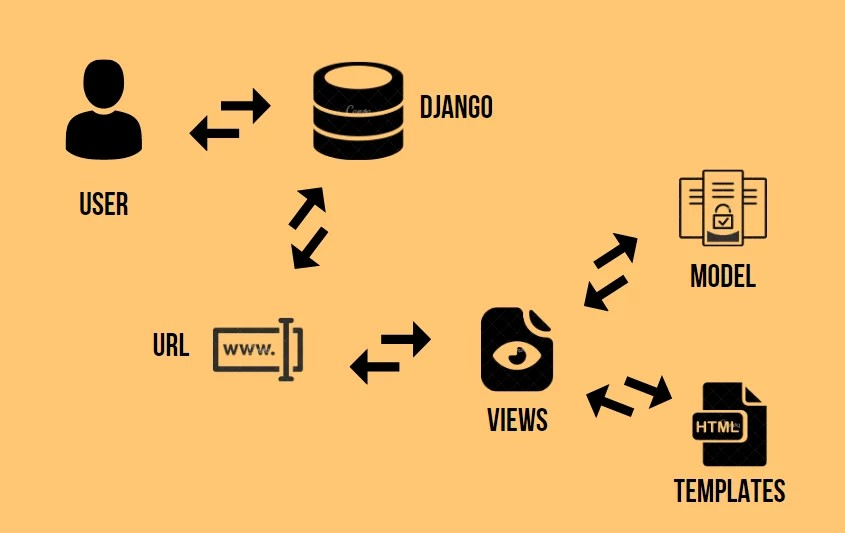 DJANGO
USER
MODEL
URL
www.
VIEWS
HTML
TEMPLATES